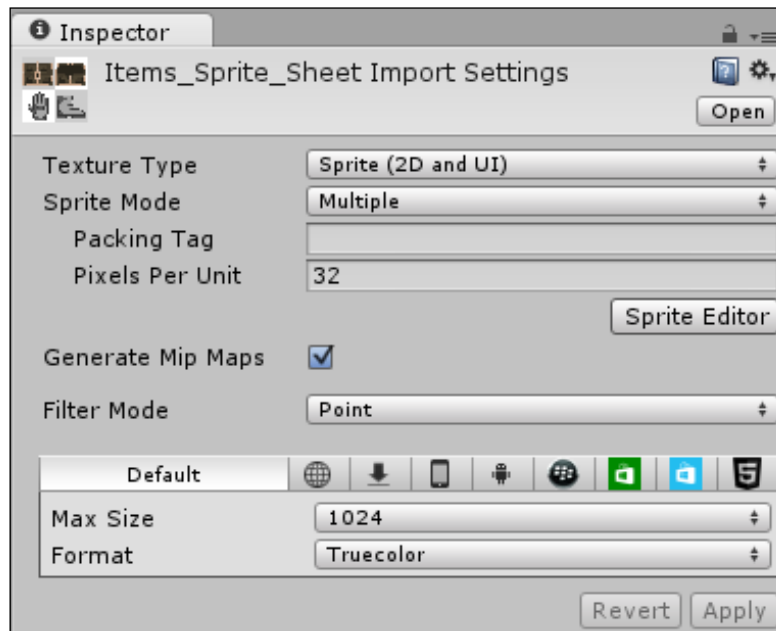 Inspector
Items_Sprite_Sheet Import Settings
Open
Texture Type Sprite (2D and UI)
Sprite Mode Multiple
Packing Tag
Pixels Per Unit 32
Sprite Editor
Generate Mip Maps
Filter Mode Point
Default
Max Size 1024
Format Truecolor
Revert Apply